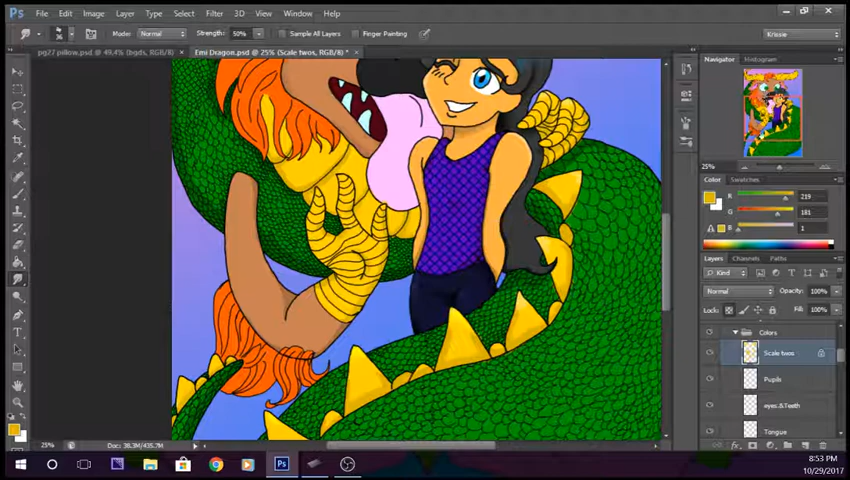 Ps File Edit Image Layer Type Select Filter 3D View Window Help
Mode: Normal Strength: 50% Sample All Layers Finger Painting Krissie
pg27 pillow.psd @ 49.4% (bgds, RGB/8) * × Emi Dragon.psd @ 25% (Scale twos, RGB/8) * ×
Navigator Histogram
25%
Color Swatches
R 219
G 181
B 1
Layers Channels Paths
Kind
Normal Opacity: 100%
Lock: Fill: 100%
Colors
Scale twos
Pupils
eyes&Teeth
Tongue
25% Doc: 38.3M/435.7M
Ps
8:53 PM
10/29/2017